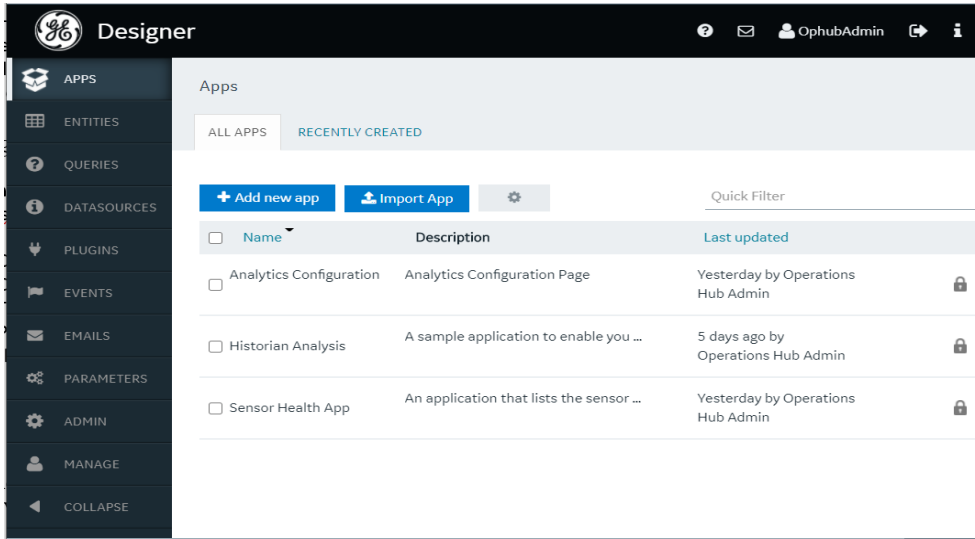 Designer
OphubAdmin
APPS
ENTITIES
QUERIES
DATASOURCES
PLUGINS
EVENTS
EMAILS
PARAMETERS
ADMIN
MANAGE
COLLAPSE
Apps
ALL APPS RECENTLY CREATED
Add new app Import App Quick Filter
Name Description Last updated
Analytics Configuration Analytics Configuration Page Yesterday by Operations
Hub Admin
Historian Analysis A sample application to enable you ... 5 days ago by
Operations Hub Admin
Sensor Health App An application that lists the sensor ... Yesterday by Operations
Hub Admin